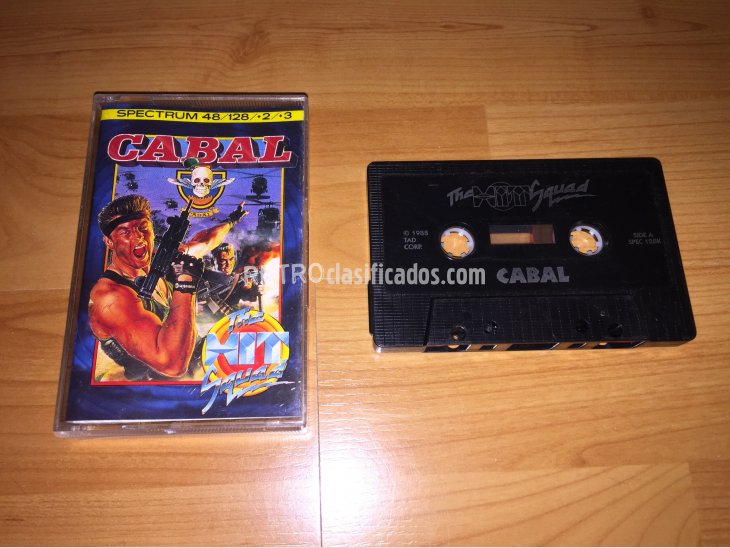 SPECTRUM 48/128/+2/+3
CABAL
The
HIT
Squad
The HIT Squad
© 1988
TAD
CORP.
SIDE A
SPEC 128K
CABAL
RETROclasificados.com